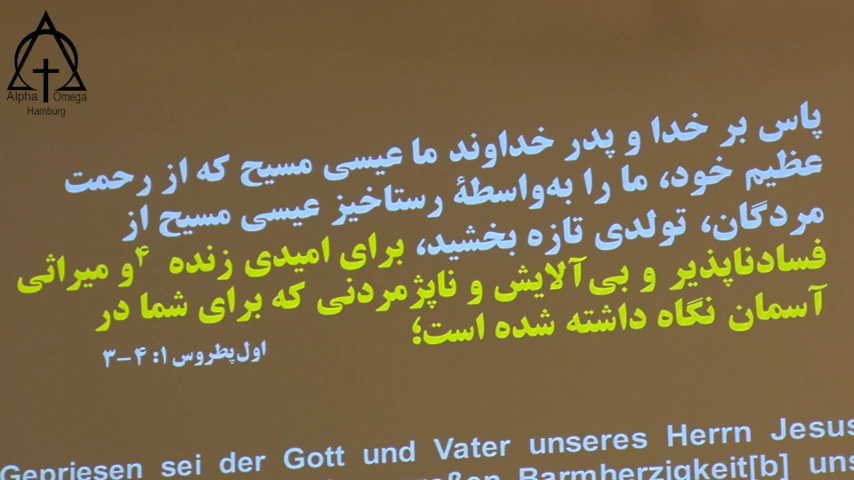 Alpha Omega
Hamburg
پاس بر خدا و پدر خداوند ما عیسی مسیح که از رحمت
عظیم خود، ما را به‌واسطهٔ رستاخیز عیسی مسیح از
مردگان، تولدی تازه بخشید، برای امیدی زنده ۴ و میراثی
فسادناپذیر و بی‌آلایش و ناپژمردنی که برای شما در
آسمان نگاه داشته شده است؛
اول‌پطروس ۱: ۴-۳
Gepriesen sei der Gott und Vater unseres Herrn Jesus
Barmherzigkeit[b] uns